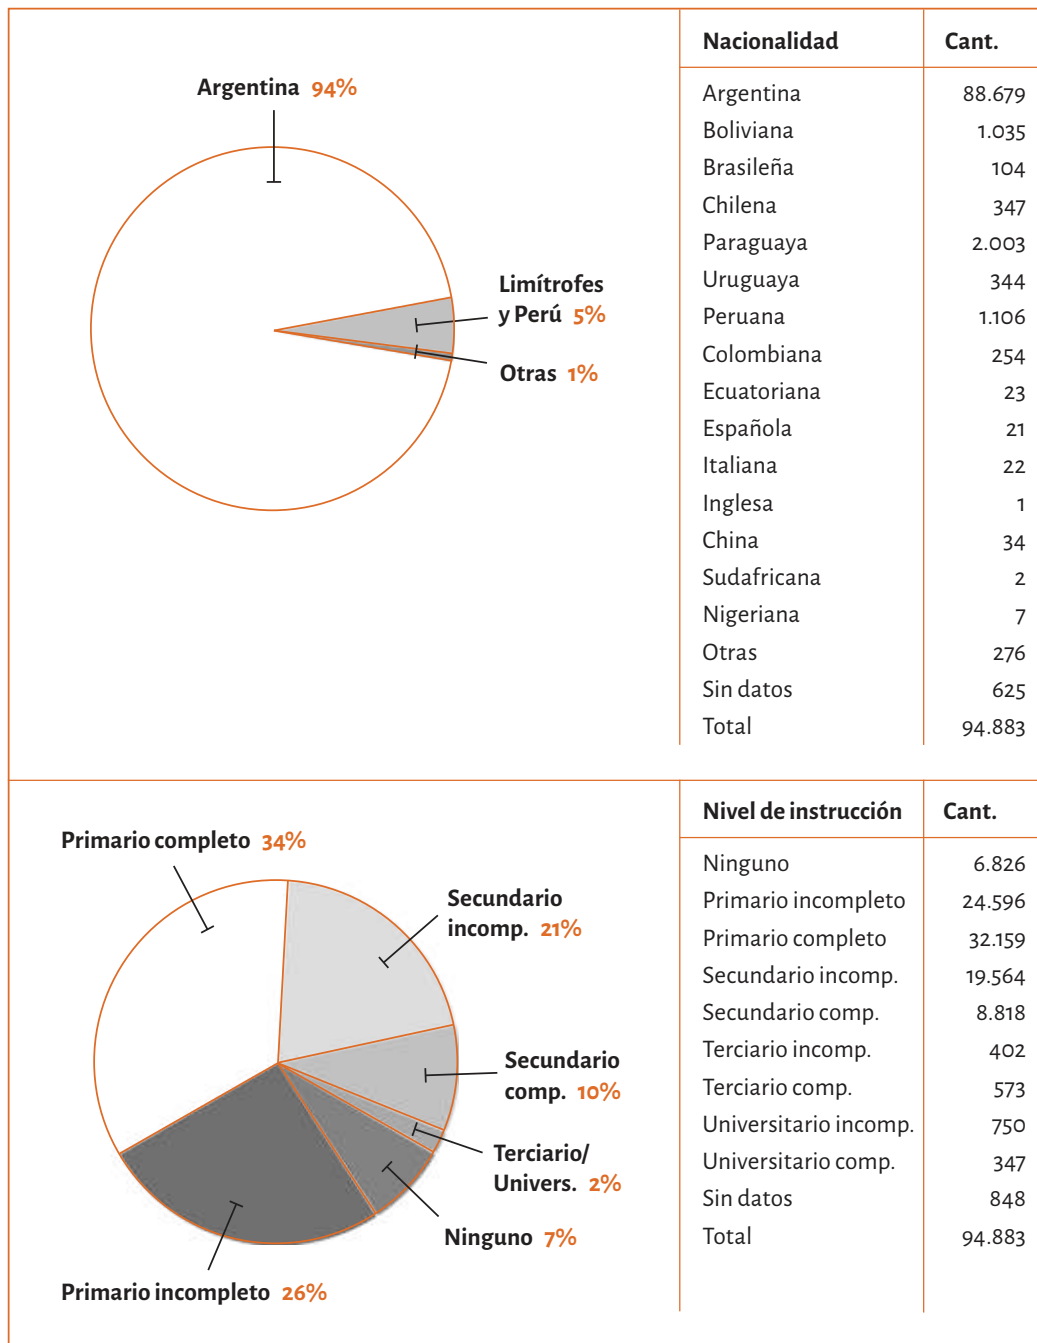 Argentina 94%
Limítrofes
y Perú 5%
Otras 1%
Nacionalidad Cant.
Argentina 88.679
Boliviana 1.035
Brasileña 104
Chilena 347
Paraguaya 2.003
Uruguaya 344
Peruana 1.106
Colombiana 254
Ecuatoriana 23
Española 21
Italiana 22
Inglesa 1
China 34
Sudafricana 2
Nigeriana 7
Otras 276
Sin datos 625
Total 94.883
Primario completo 34%
Secundario
incomp. 21%
Secundario
comp. 10%
Terciario/
Univers. 2%
Ninguno 7%
Primario incompleto 26%
Nivel de instrucción Cant.
Ninguno 6.826
Primario incompleto 24.596
Primario completo 32.159
Secundario incomp. 19.564
Secundario comp. 8.818
Terciario incomp. 402
Terciario comp. 573
Universitario incomp. 750
Universitario comp. 347
Sin datos 848
Total 94.883